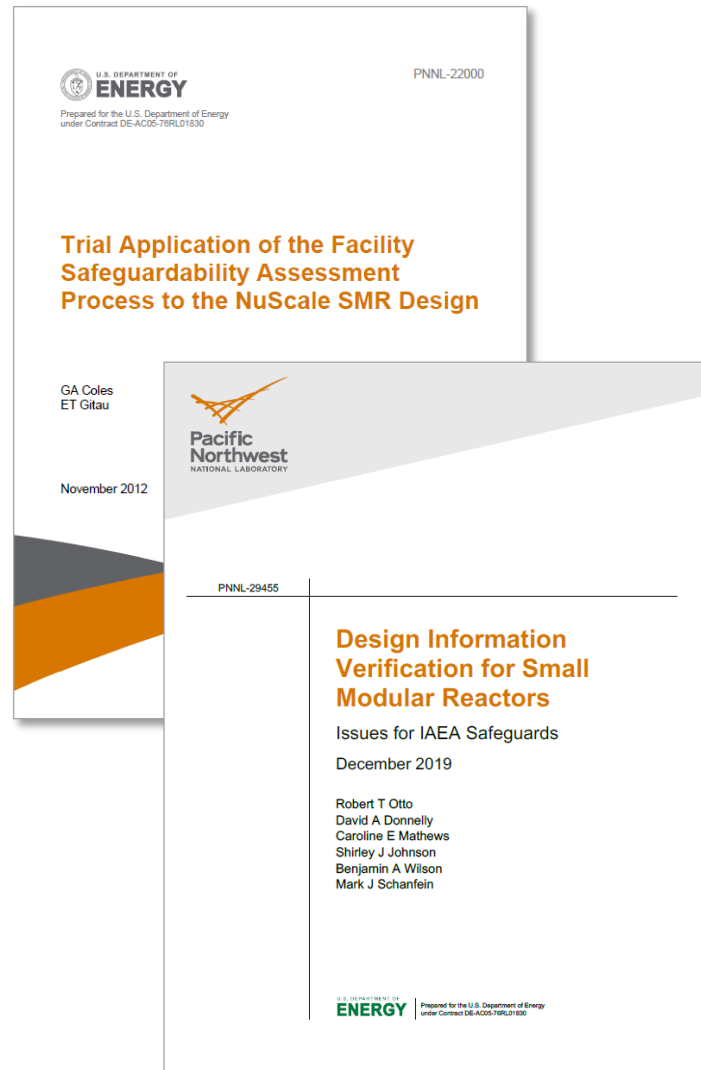 U.S. DEPARTMENT OF
ENERGY
PNNL-22000
Prepared for the U.S. Department of Energy
under Contract DE-AC05-76RL01830
Trial Application of the Facility
Safeguardability Assessment
Process to the NuScale SMR Design
GA Coles
ET Gitau
November 2012
Pacific
Northwest
NATIONAL LABORATORY
PNNL-29455
Design Information
Verification for Small
Modular Reactors
Issues for IAEA Safeguards
December 2019
Robert T Otto
David A Donnelly
Caroline E Mathews
Shirley J Johnson
Benjamin A Wilson
Mark J Schanfein
U.S. DEPARTMENT OF
ENERGY
Prepared for the U.S. Department of Energy
under Contract DE-AC05-76RL01830